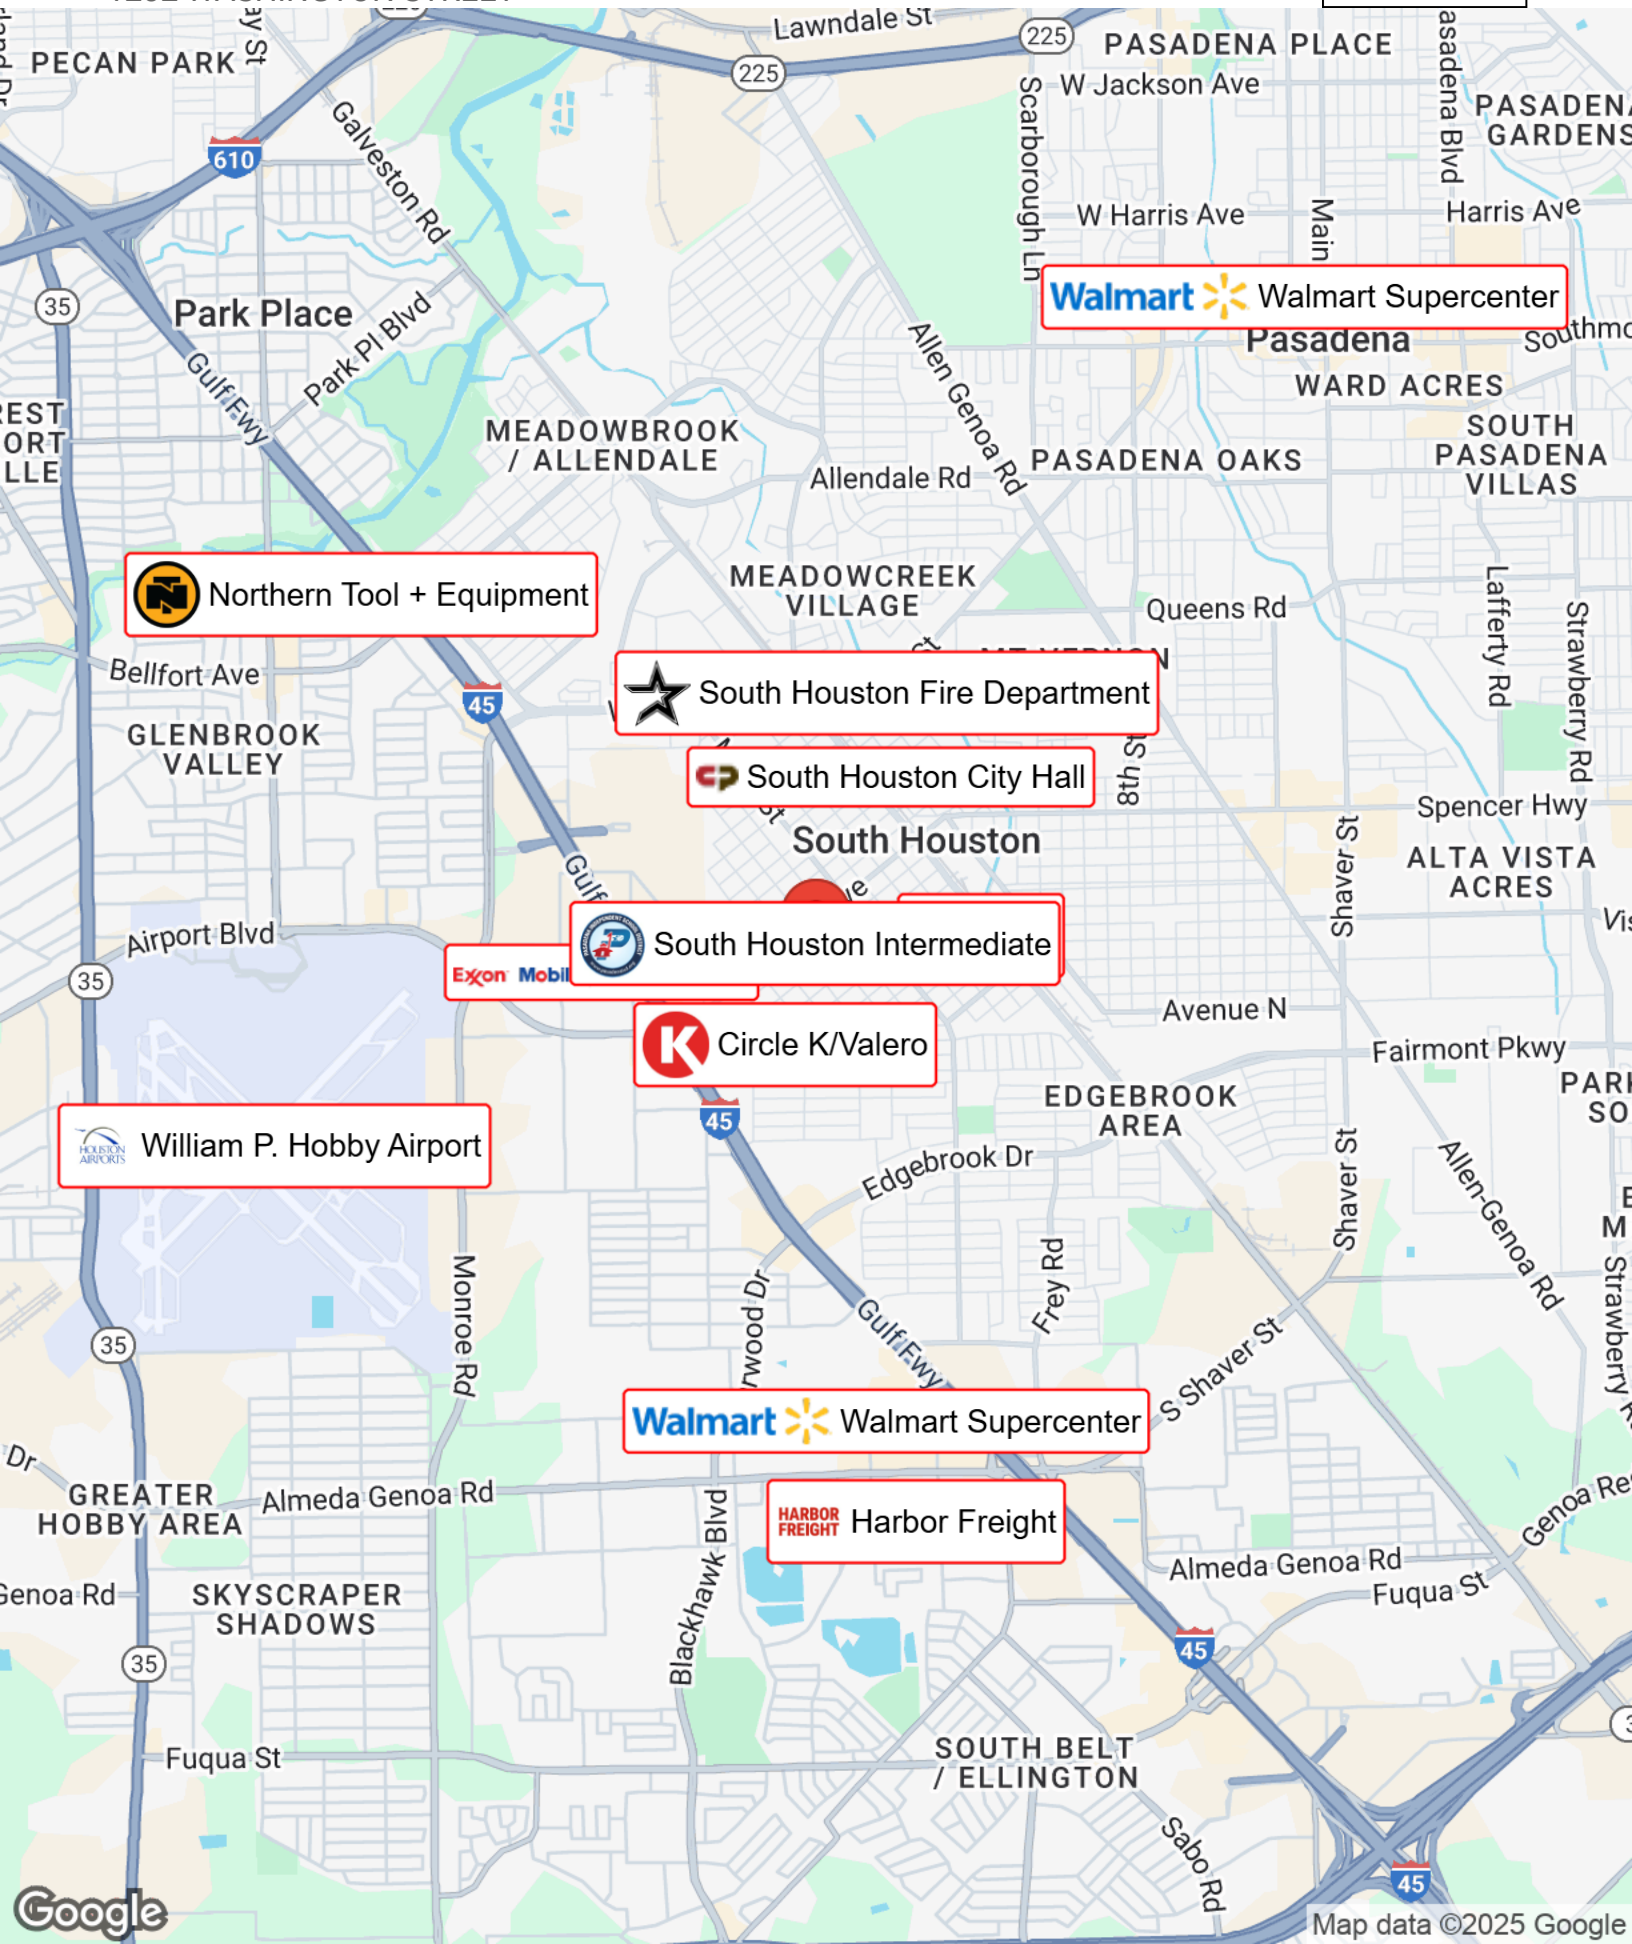 Lawndale St
225
225
PASADENA PLACE
PECAN PARK
W Jackson Ave
Scarborough Ln
610
Galveston Rd
W Harris Ave
Main
Harris Ave
Walmart Walmart Supercenter
35
Park Place
Park Pl Blvd
Gulf Fwy
Pasadena
WARD ACRES
Allen Genoa Rd
MEADOWBROOK
/ ALLENDALE
SOUTH
PASADENA
VILLAS
PASADENA OAKS
Allendale Rd
Northern Tool + Equipment
MEADOWCREEK
VILLAGE
Queens Rd
Lafferty Rd
Strawberry Rd
Bellfort Ave
45
South Houston Fire Department
GLENBROOK
VALLEY
South Houston City Hall
8th St
Spencer Hwy
South Houston
Shaver St
ALTA VISTA
ACRES
Gulf
Airport Blvd
South Houston Intermediate
Exxon Mobil
35
Avenue N
Circle K/Valero
Fairmont Pkwy
EDGEBROOK
AREA
45
HOUSTON
AIRPORTS
William P. Hobby Airport
Edgebrook Dr
Shaver St
Allen-Genoa Rd
Monroe Rd
Frey Rd
35
Gulf Fwy
S Shaver St
Walmart Walmart Supercenter
Dr
GREATER
HOBBY AREA
Almeda Genoa Rd
HARBOR
FREIGHT
Harbor Freight
Blackhawk Blvd
Almeda Genoa Rd
Fuqua St
Genoa Rd
SKYSCRAPER
SHADOWS
45
35
Fuqua St
SOUTH BELT
/ ELLINGTON
Sabo Rd
45
Google
Map data ©2025 Google